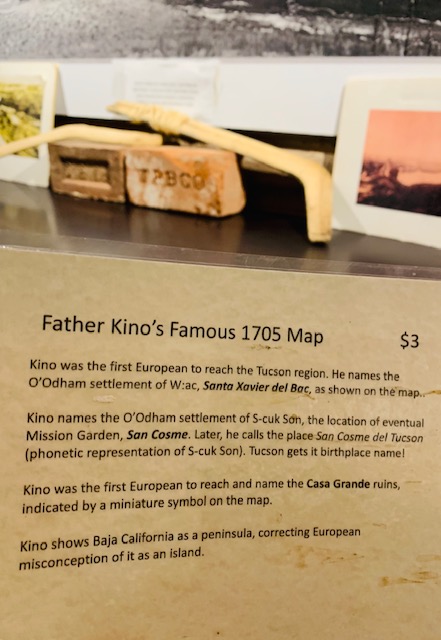 TPBCO
Father Kino's Famous 1705 Map $3
Kino was the first European to reach the Tucson region. He names the
O'Odham settlement of W:ac, Santa Xavier del Bac, as shown on the map..
Kino names the O'Odham settlement of S-cuk Son, the location of eventual
Mission Garden, San Cosme. Later, he calls the place San Cosme del Tucson
(phonetic representation of S-cuk Son). Tucson gets it birthplace name!
Kino was the first European to reach and name the Casa Grande ruins,
indicated by a miniature symbol on the map.
Kino shows Baja California as a peninsula, correcting European
misconception of it as an island.